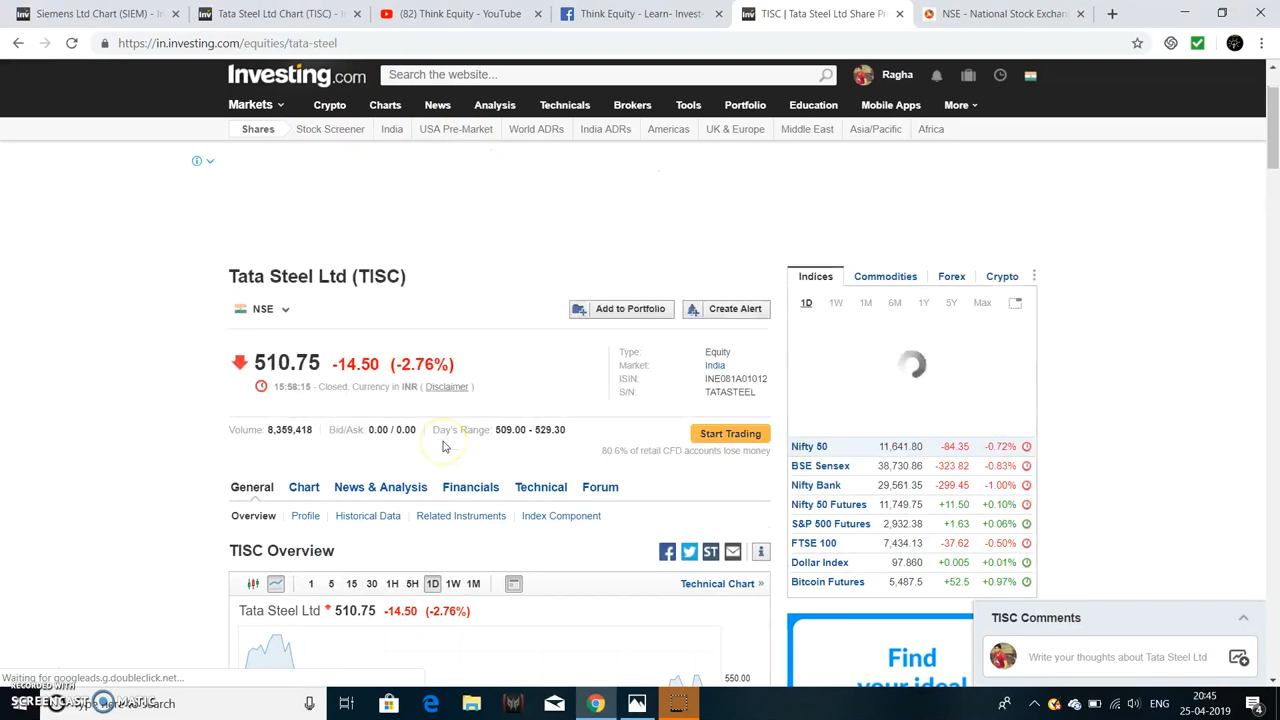 Siemens Ltd Chart (SIEM) - Inves
Tata Steel Ltd Chart (TISC) - I
(82) Think Equity - YouTube
Think Equity - Learn- Invest-
TISC | Tata Steel Ltd Share Pr
NSE - National Stock Exchan
https://in.investing.com/equities/tata-steel
Investing.com
Search the website...
Ragha
Markets Crypto Charts News Analysis Technicals Brokers Tools Portfolio Education Mobile Apps More
Shares Stock Screener India USA Pre-Market World ADRs India ADRs Americas UK & Europe Middle East Asia/Pacific Africa
Tata Steel Ltd (TISC)
NSE
Add to Portfolio
Create Alert
510.75 -14.50 (-2.76%)
15:58:15 - Closed. Currency in INR ( Disclaimer )
Type: Equity
Market: India
ISIN: INE081A01012
S/N: TATASTEEL
Volume: 8,359,418 Bid/Ask: 0.00 / 0.00 Day's Range: 509.00 - 529.30
Start Trading
80.6% of retail CFD accounts lose money
General Chart News & Analysis Financials Technical Forum
Overview Profile Historical Data Related Instruments Index Component
TISC Overview
ST
1 5 15 30 1H 5H 1D 1W 1M
Technical Chart »
Tata Steel Ltd 510.75 -14.50 (-2.76%)
550.00
Indices Commodities Forex Crypto
1D 1W 1M 6M 1Y 5Y Max
Nifty 50 11,641.80 -84.35 -0.72%
BSE Sensex 38,730.86 -323.82 -0.83%
Nifty Bank 29,561.35 -299.45 -1.00%
Nifty 50 Futures 11,749.75 +11.50 +0.10%
S&P 500 Futures 2,932.38 +1.63 +0.06%
FTSE 100 7,434.13 -37.62 -0.50%
Dollar Index 97.860 +0.005 +0.01%
Bitcoin Futures 5,487.5 +52.5 +0.97%
Find
your ideal
TISC Comments
Write your thoughts about Tata Steel Ltd
Waiting for googleads.g.doubleclick.net...
RECORDED WITH
SCREENCAST MATIC
Type here to search
ENG
20:45
25-04-2019
4